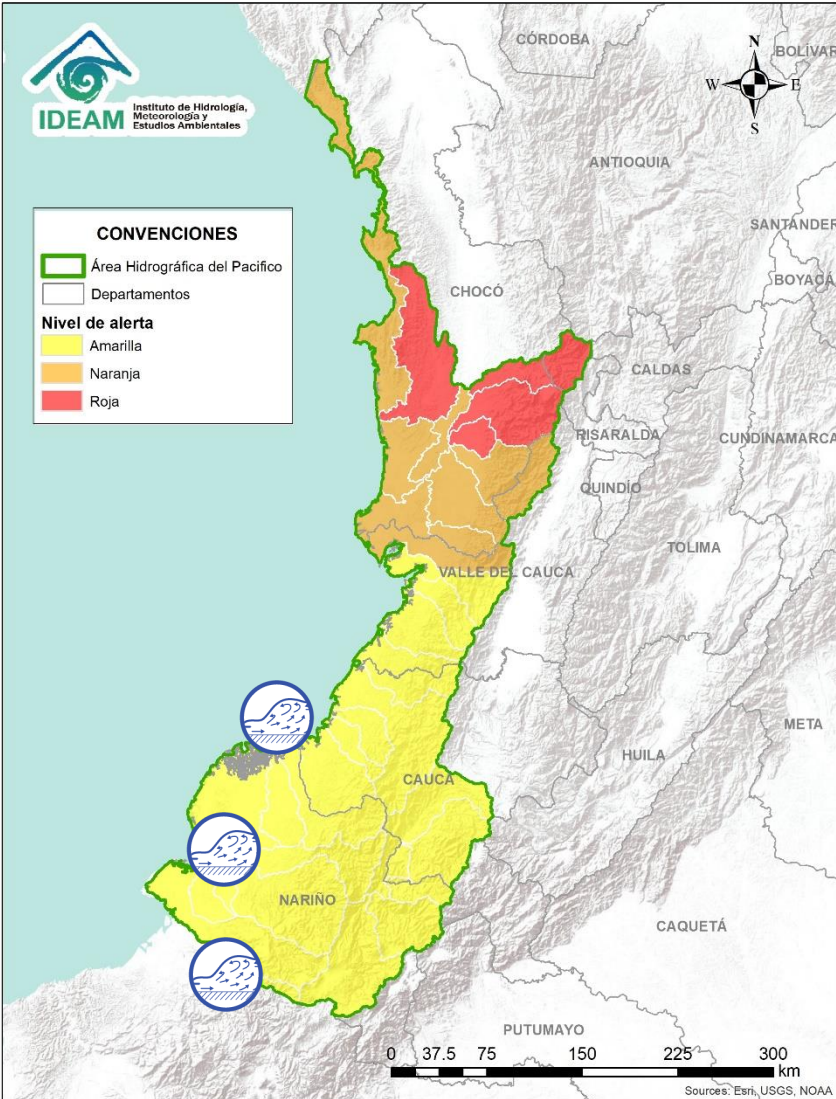 IDEAM
Instituto de Hidrología,
Meteorología y
Estudios Ambientales
CÓRDOBA
BOLÍVAR
N
W
E
S
ANTIOQUIA
SANTANDER
BOYACÁ
CONVENCIONES
Área Hidrográfica del Pacifico
Departamentos
Nivel de alerta
Amarilla
Naranja
Roja
CHOCÓ
CALDAS
RISARALDA
CUNDINAMARCA
QUINDÍO
TOLIMA
VALLE DEL CAUCA
META
HUILA
CAUCA
NARIÑO
CAQUETÁ
PUTUMAYO
0 37.5 75 150 225 300
km
Sources: Esri, USGS, NOAA